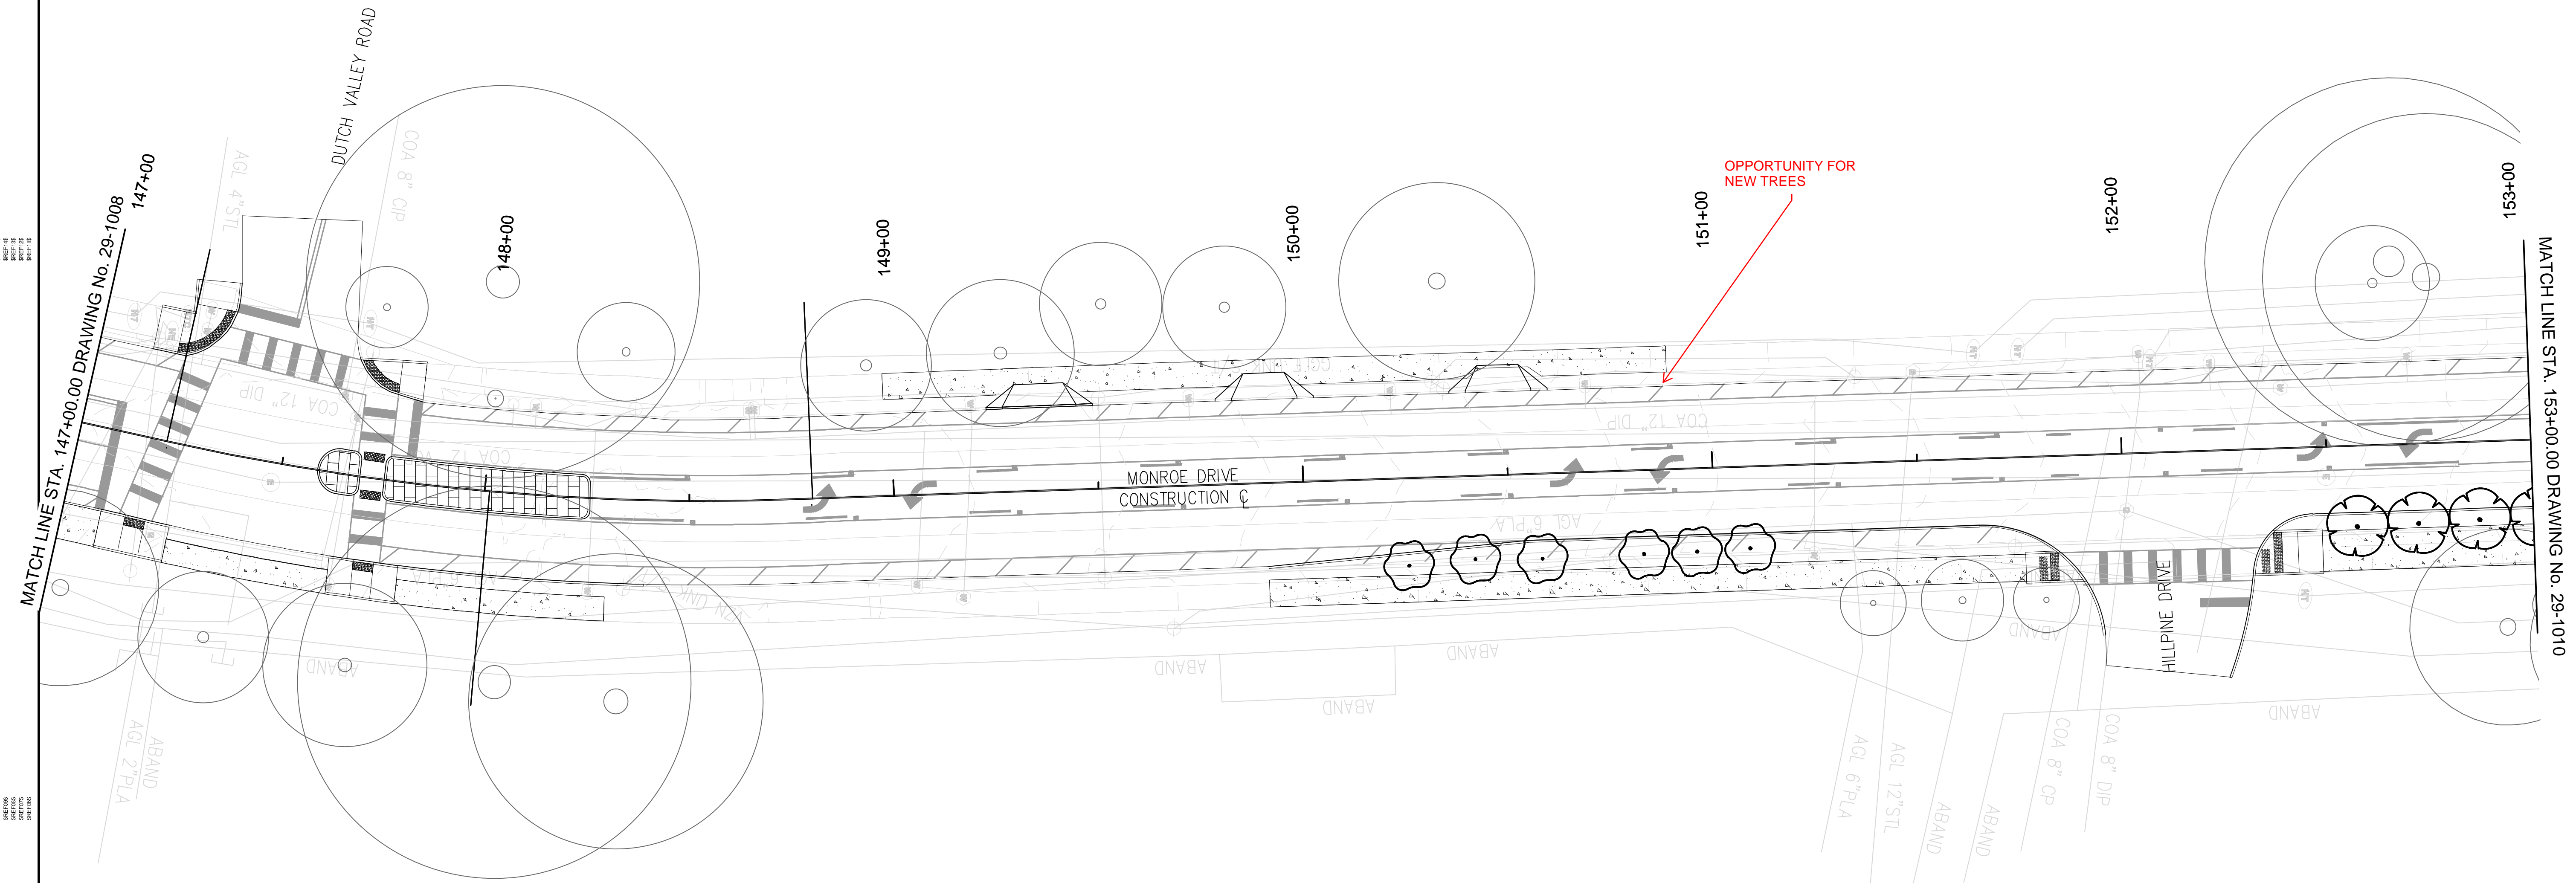 DUTCH VALLEY ROAD
COA 8" CIP
AGL 4"STL
147+00
MATCH LINE STA. 147+00.00 DRAWING No. 29-1008
148+00
149+00
150+00
151+00
152+00
153+00
OPPORTUNITY FOR
NEW TREES
MATCH LINE STA. 153+00.00 DRAWING No. 29-1010
COA 12" DIP
COA 12"
COA 12" DIP
MONROE DRIVE
CONSTRUCTION ℄
AGL 6"PLA
HILLPINE DRIVE
ABAND
ABAND
ABAND
ABAND
ABAND
ABAND
ABAND
AGL 2"PLA
AGL 6"PLA
AGL 12"STL
ABAND
ABAND
COA 8" CP
COA 8" DIP